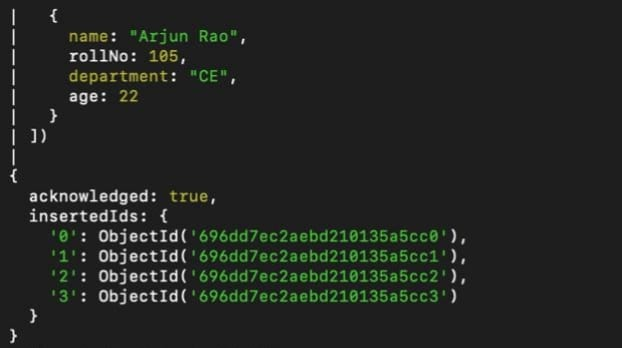 |   {
|     name: "Arjun Rao",
|     rollNo: 105,
|     department: "CE",
|     age: 22
|   }
| ])
|
{
  acknowledged: true,
  insertedIds: {
    '0': ObjectId('696dd7ec2aebd210135a5cc0'),
    '1': ObjectId('696dd7ec2aebd210135a5cc1'),
    '2': ObjectId('696dd7ec2aebd210135a5cc2'),
    '3': ObjectId('696dd7ec2aebd210135a5cc3')
  }
}